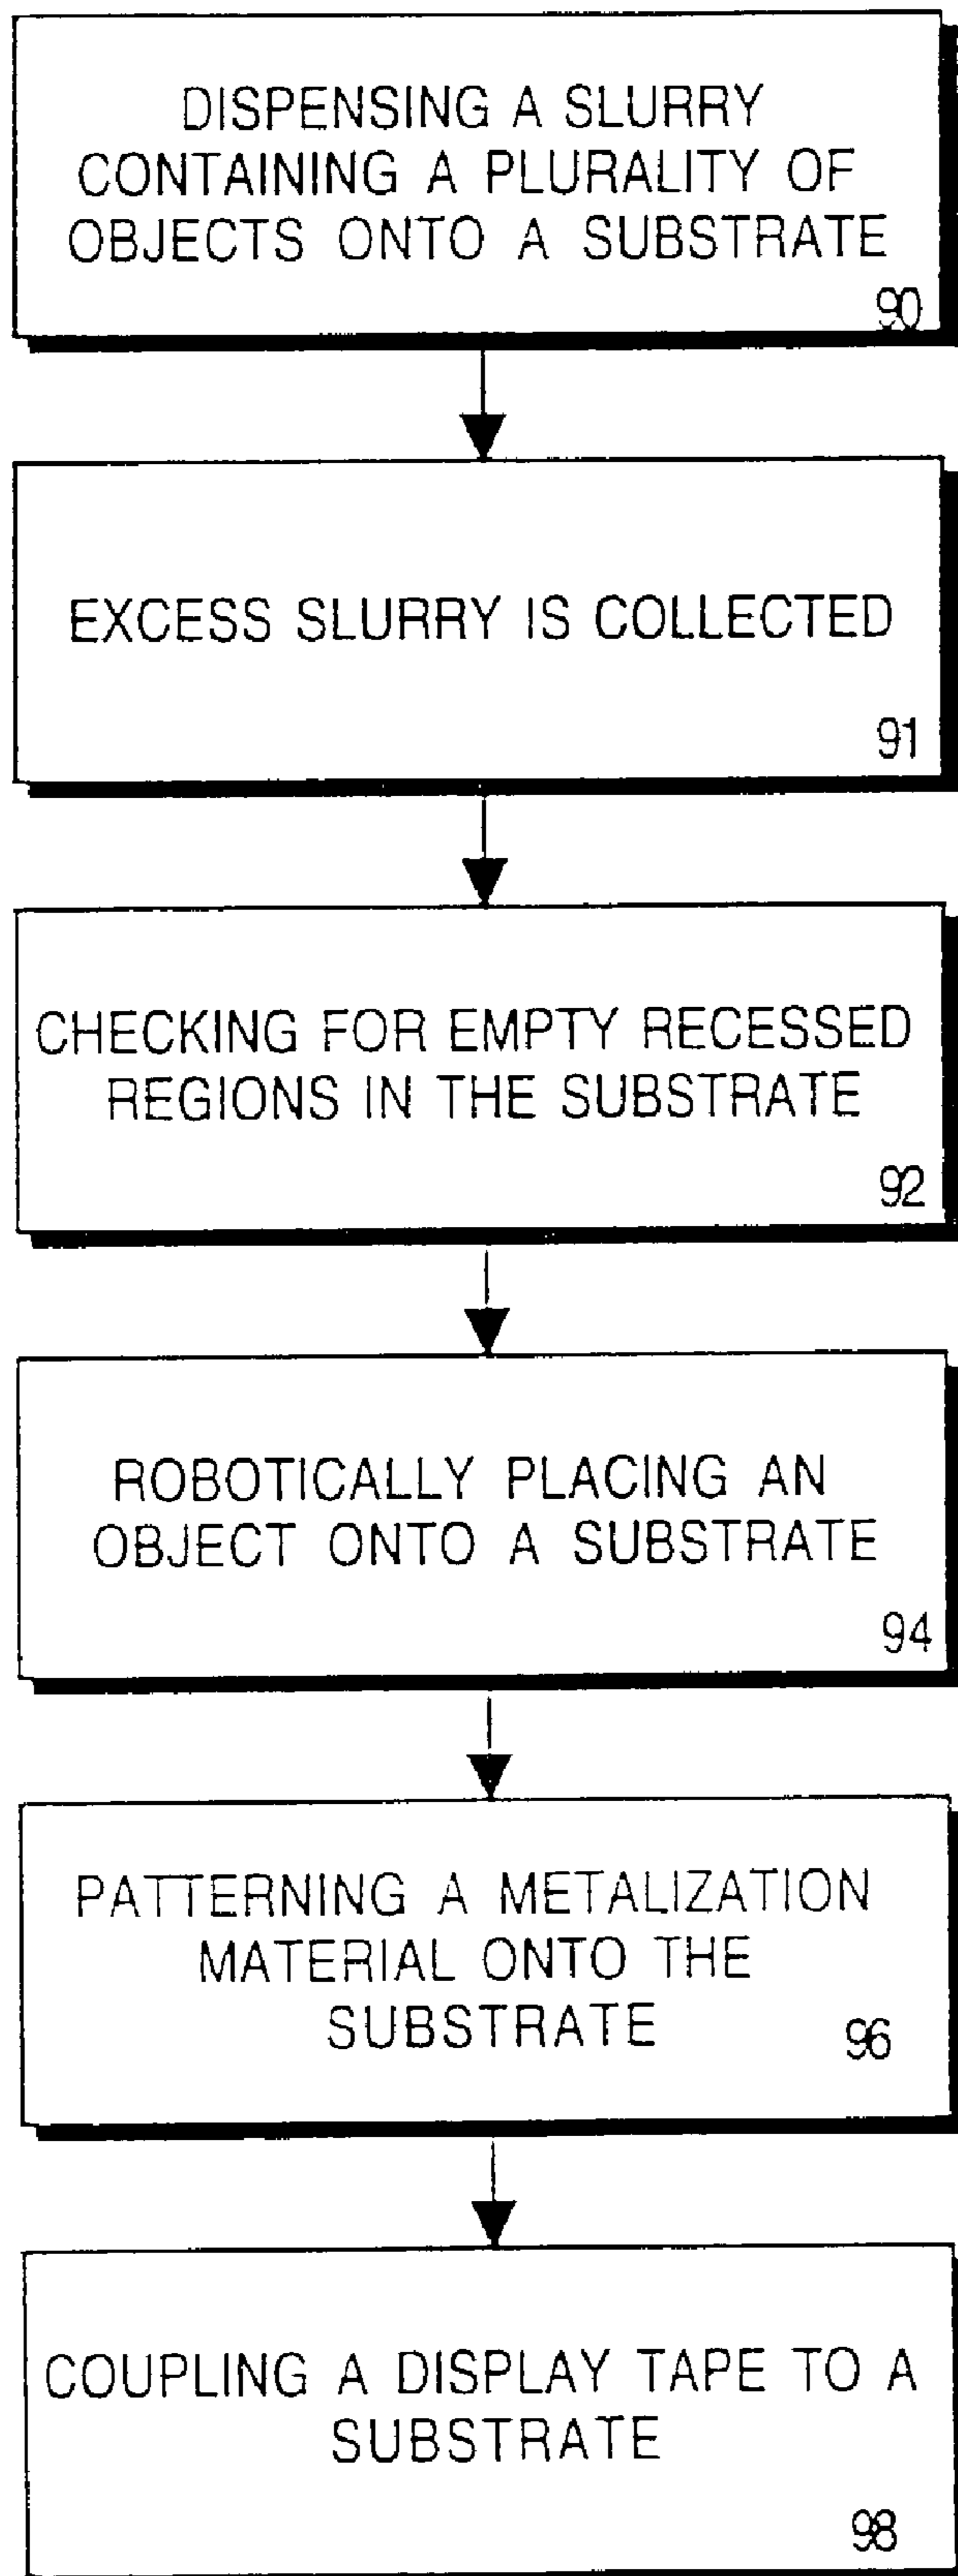 DISPENSING A SLURRY
CONTAINING A PLURALITY OF
OBJECTS ONTO A SUBSTRATE
90
EXCESS SLURRY IS COLLECTED
91
CHECKING FOR EMPTY RECESSED
REGIONS IN THE SUBSTRATE
92
ROBOTICALLY PLACING AN
OBJECT ONTO A SUBSTRATE
94
PATTERNING A METALIZATION
MATERIAL ONTO THE
SUBSTRATE
96
COUPLING A DISPLAY TAPE TO A
SUBSTRATE
98